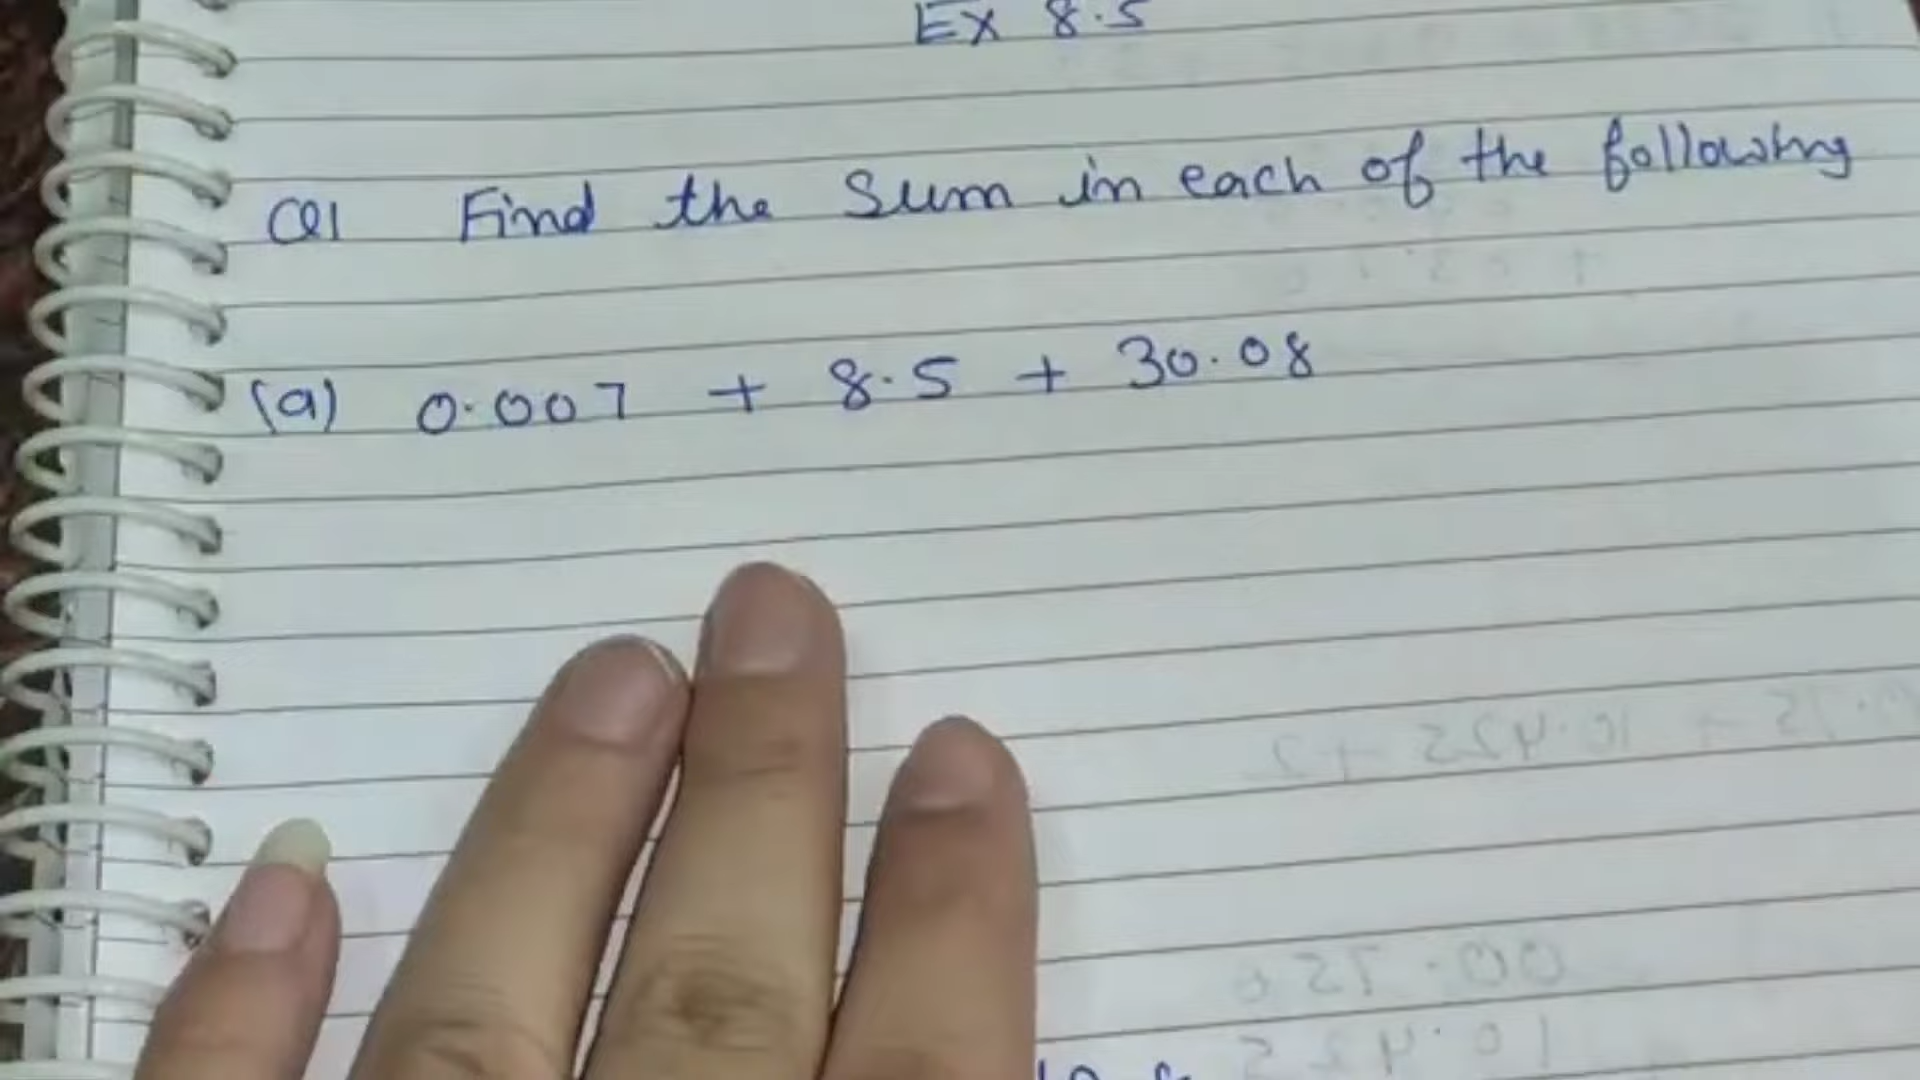 Ex 8.5
Q1 Find the Sum in each of the following
(a) 0.007 + 8.5 + 30.08